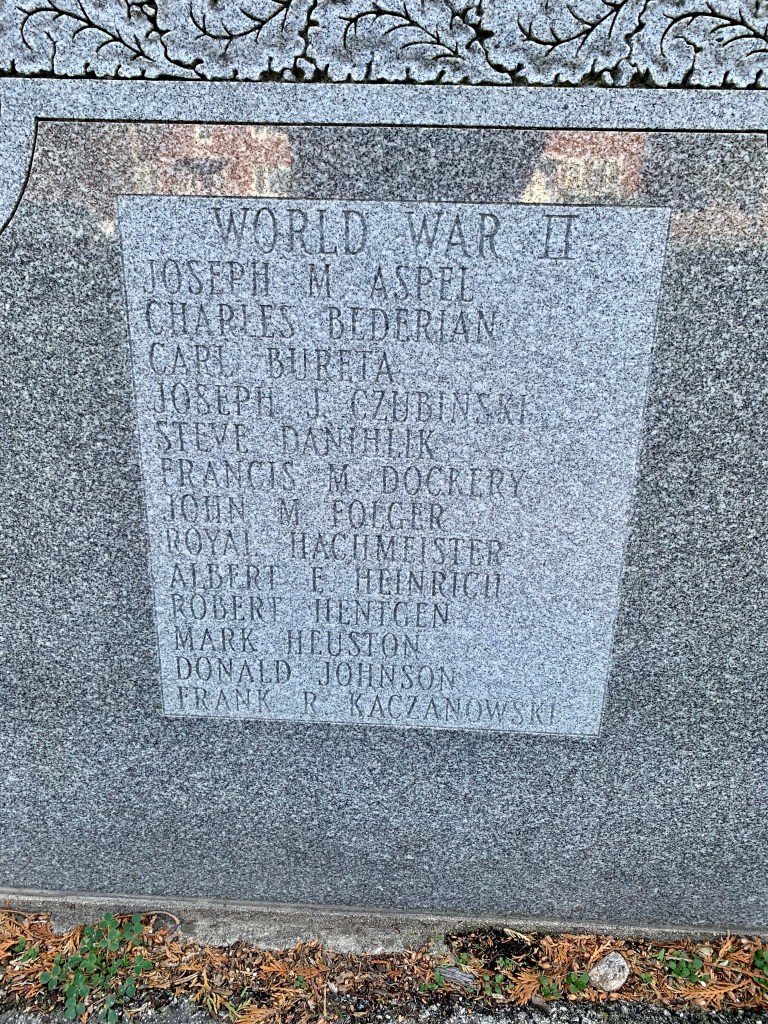 WORLD WAR II
JOSEPH M ASPEL
CHARLES BEDERIAN
CARL BURETA
JOSEPH J CZUBINSKI
STEVE DANIHLIK
FRANCIS M DOCKERY
JOHN M FOLGER
ROYAL HACHMEISTER
ALBERT E HEINRICH
ROBERT HENTGEN
MARK HEUSTON
DONALD JOHNSON
FRANK R KACZANOWSKI